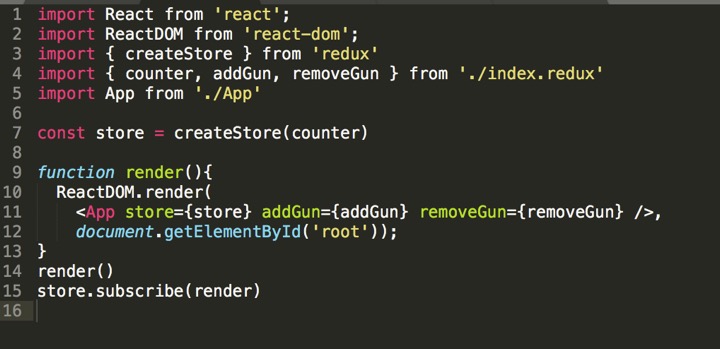 1 import React from 'react';
2 import ReactDOM from 'react-dom';
3 import { createStore } from 'redux'
4 import { counter, addGun, removeGun } from './index.redux'
5 import App from './App'
6
7 const store = createStore(counter)
8
9 function render(){
10   ReactDOM.render(
11     <App store={store} addGun={addGun} removeGun={removeGun} />,
12     document.getElementById('root'));
13 }
14 render()
15 store.subscribe(render)
16